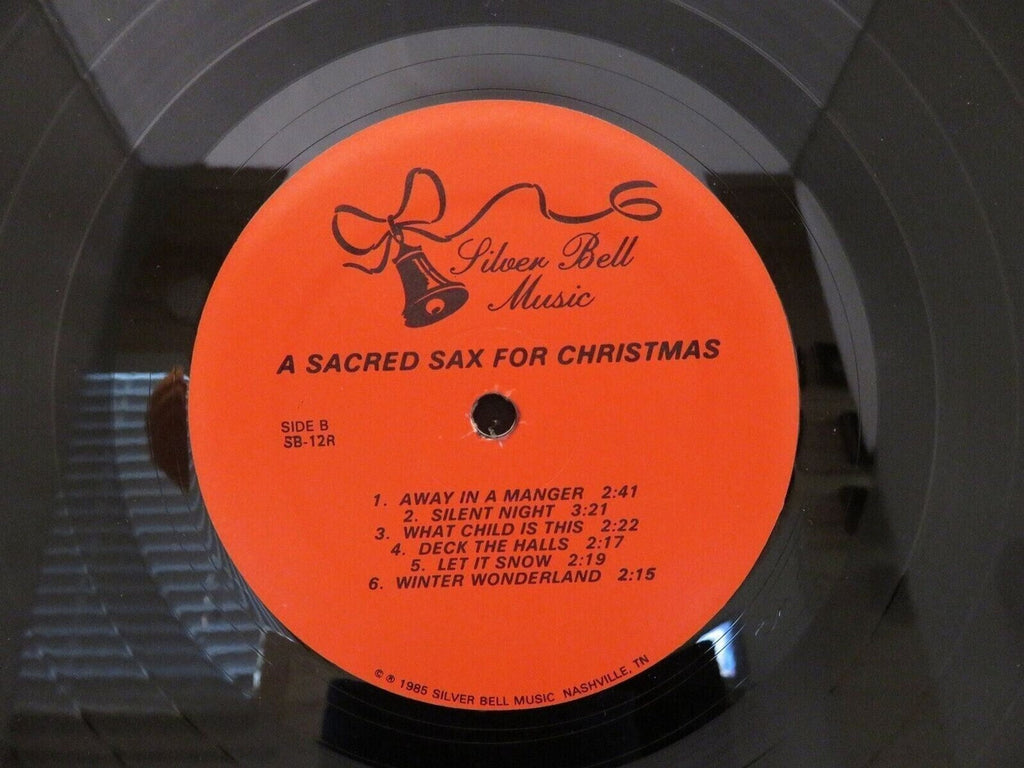 Silver Bell
Music
A SACRED SAX FOR CHRISTMAS
SIDE B
SB-12R
1. AWAY IN A MANGER 2:41
2. SILENT NIGHT 3:21
3. WHAT CHILD IS THIS 2:22
4. DECK THE HALLS 2:17
5. LET IT SNOW 2:19
6. WINTER WONDERLAND 2:15
© ℗ 1985 SILVER BELL MUSIC NASHVILLE, TN